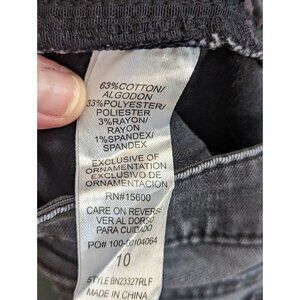 63%COTTON/
ALGODON
33%POLYESTER/
POLIESTER
3%RAYON/
RAYON
1%SPANDEX/
SPANDEX
EXCLUSIVE OF
ORNAMENTATION
EXCLUSIVO DE
ORNAMENTACION
RN#15600
CARE ON REVERSE
VER AL DORSO
PARA CUIDADO
PO# 100-00104064
10
STYLE BN23327RLF
MADE IN CHINA